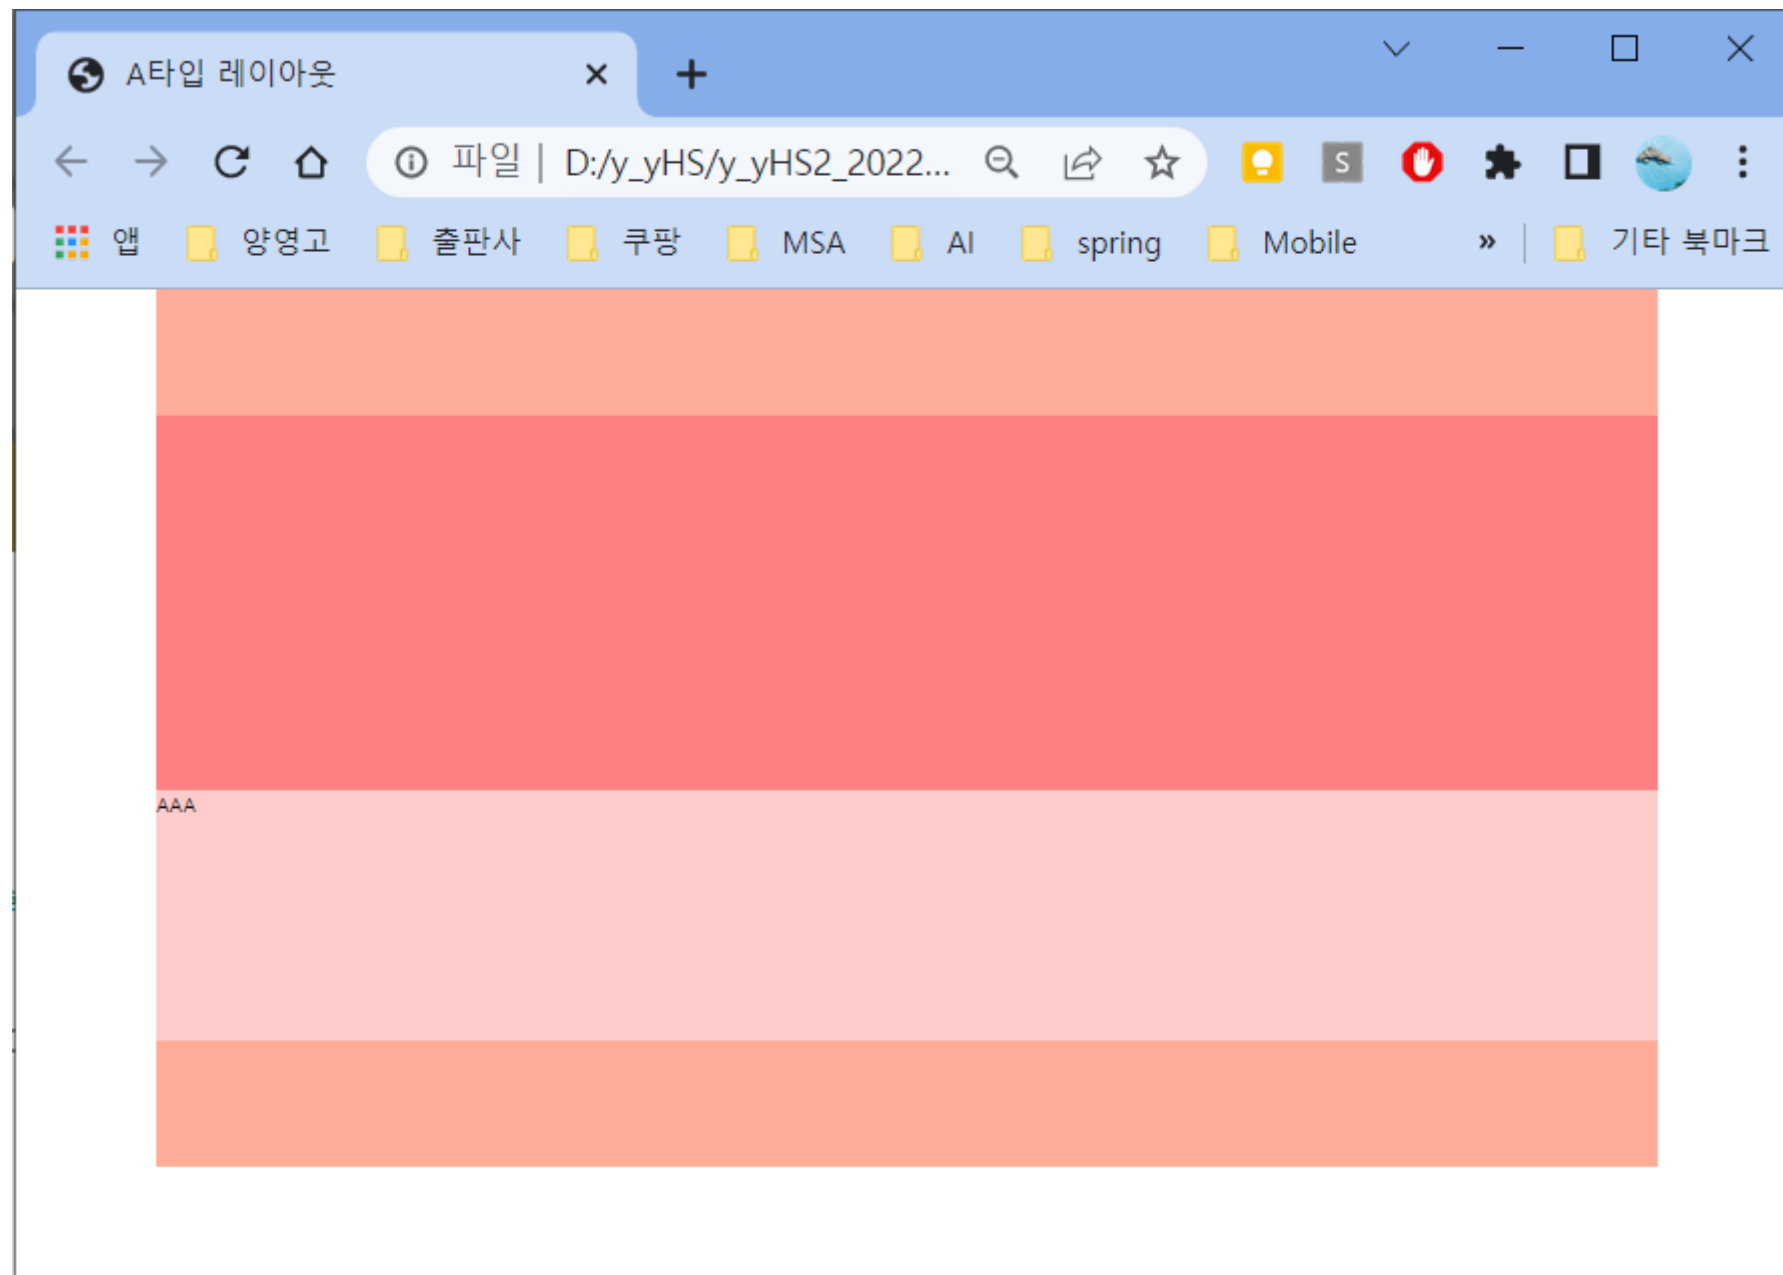 A타입 레이아웃
파일 | D:/y_yHS/y_yHS2_2022...
S
앱 양영고 출판사 쿠팡 MSA AI spring Mobile » 기타 북마크
AAA